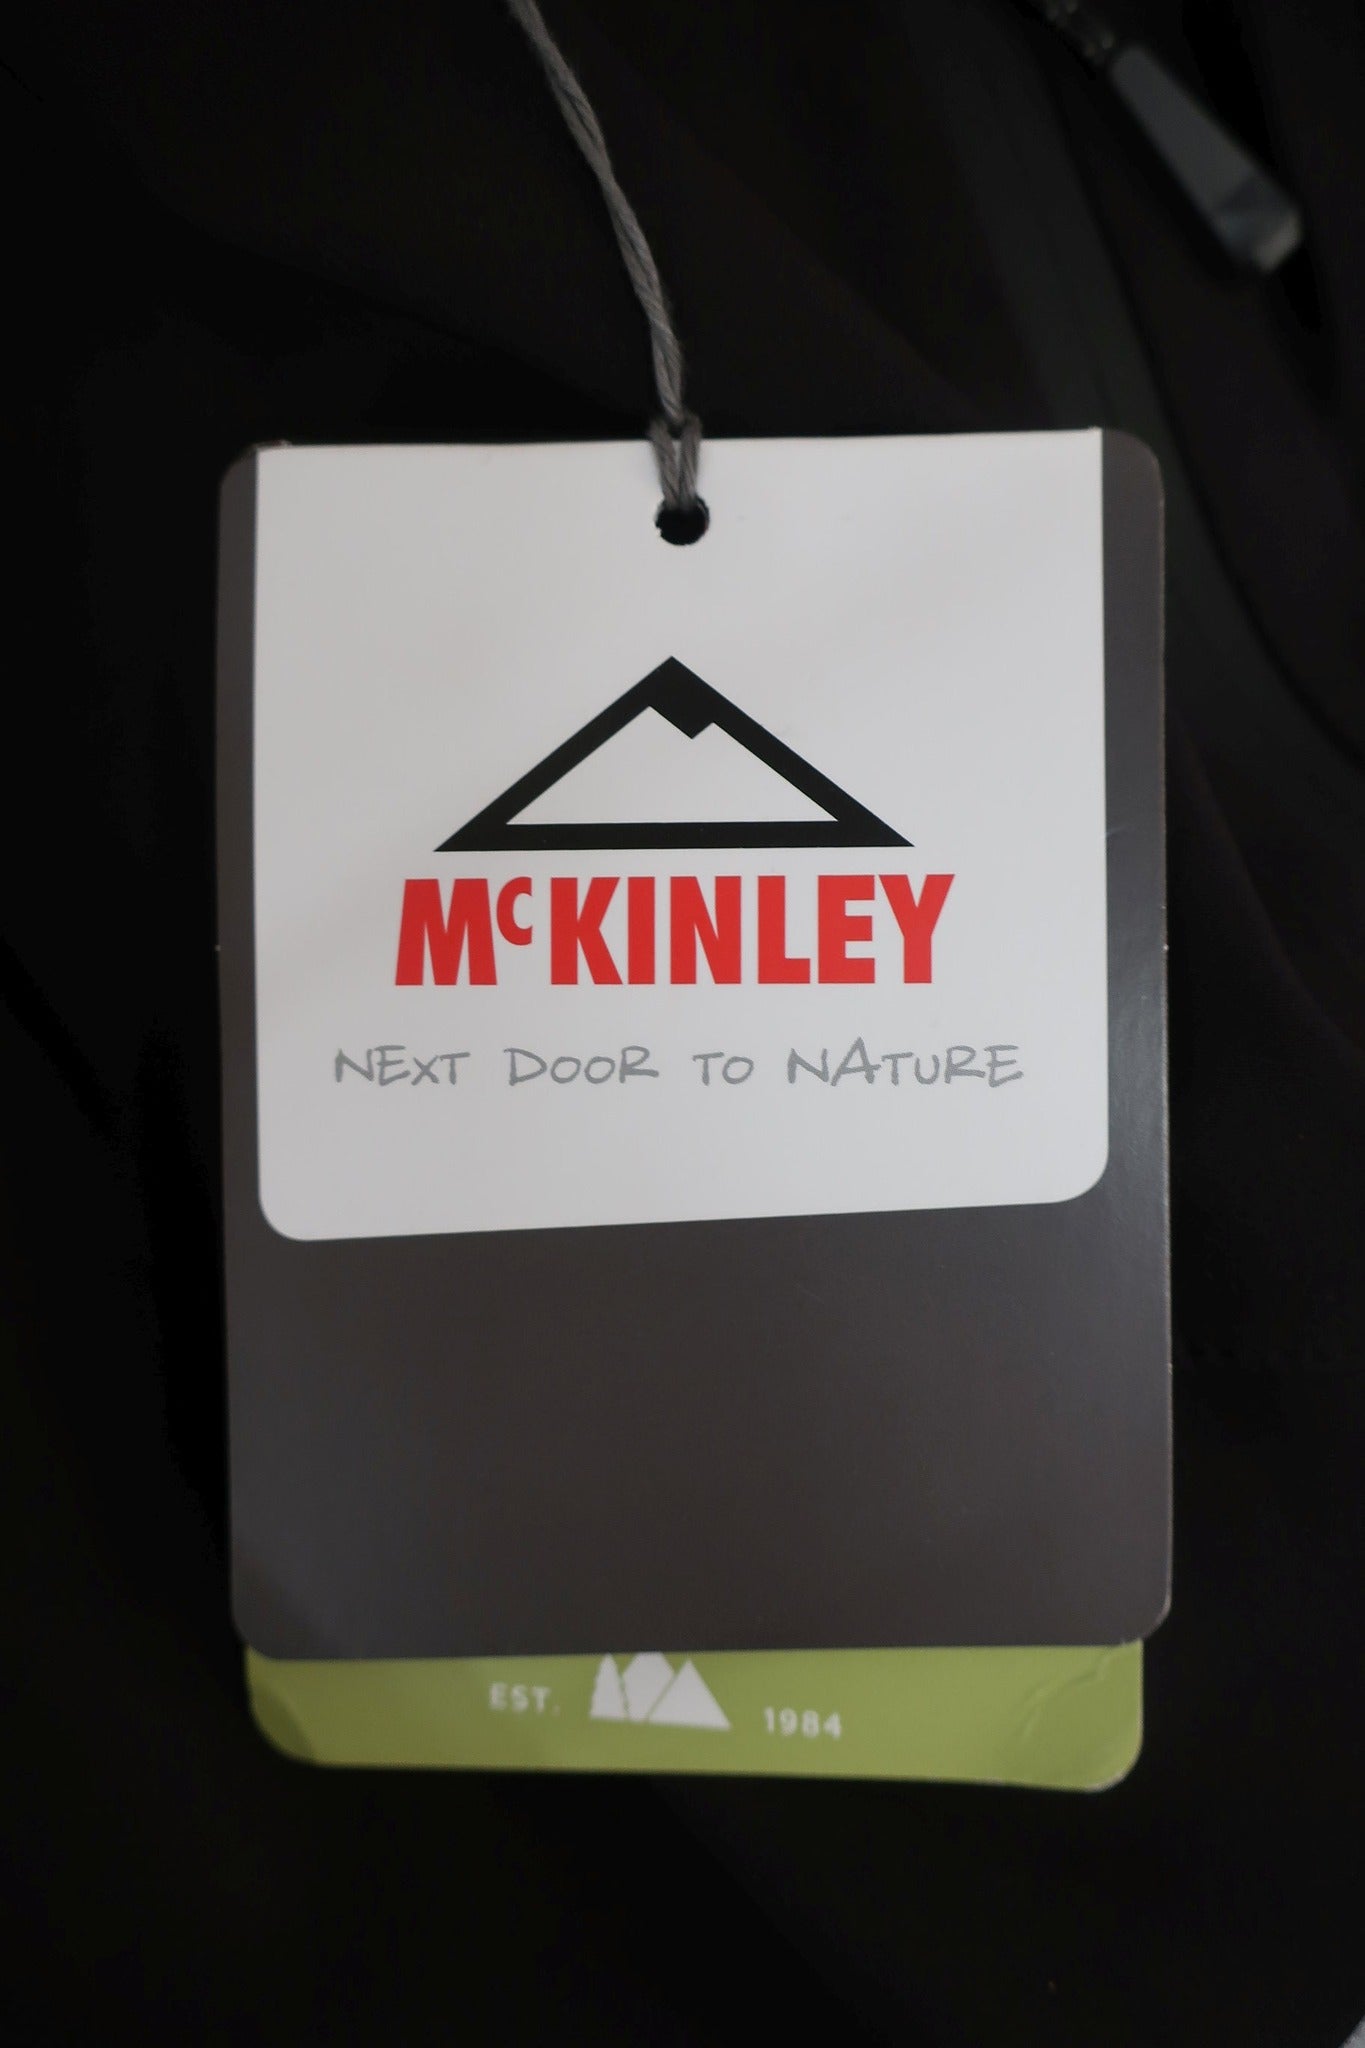 McKINLEY
NEXT DOOR TO NATURE
EST. 1984